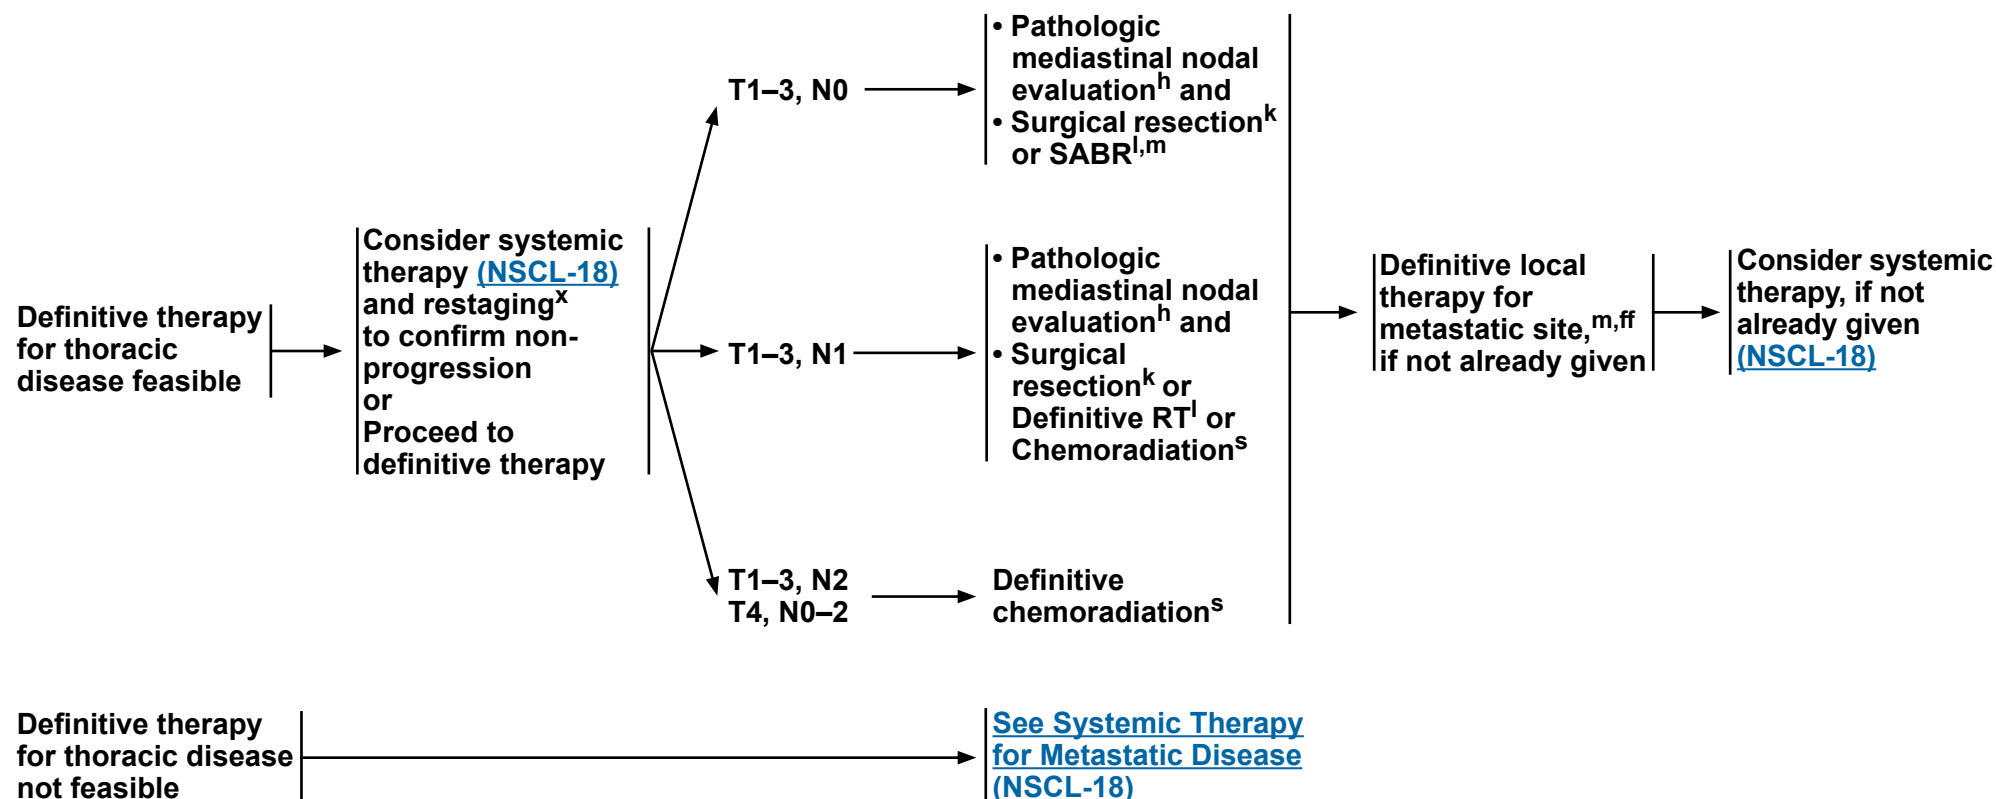 Definitive therapy
for thoracic
disease feasible
Consider systemic
therapy (NSCL-18)
and restagingx
to confirm non-
progression
or
Proceed to
definitive therapy
T1–3, N0
• Pathologic
mediastinal nodal
evaluationh and
• Surgical resectionk
or SABRl,m
T1–3, N1
• Pathologic
mediastinal nodal
evaluationh and
• Surgical
resectionk or
Definitive RTl or
Chemoradiations
T1–3, N2
T4, N0–2
Definitive
chemoradiations
Definitive local
therapy for
metastatic site,m,ff
if not already given
Consider systemic
therapy, if not
already given
(NSCL-18)
Definitive therapy
for thoracic disease
not feasible
See Systemic Therapy
for Metastatic Disease
(NSCL-18)